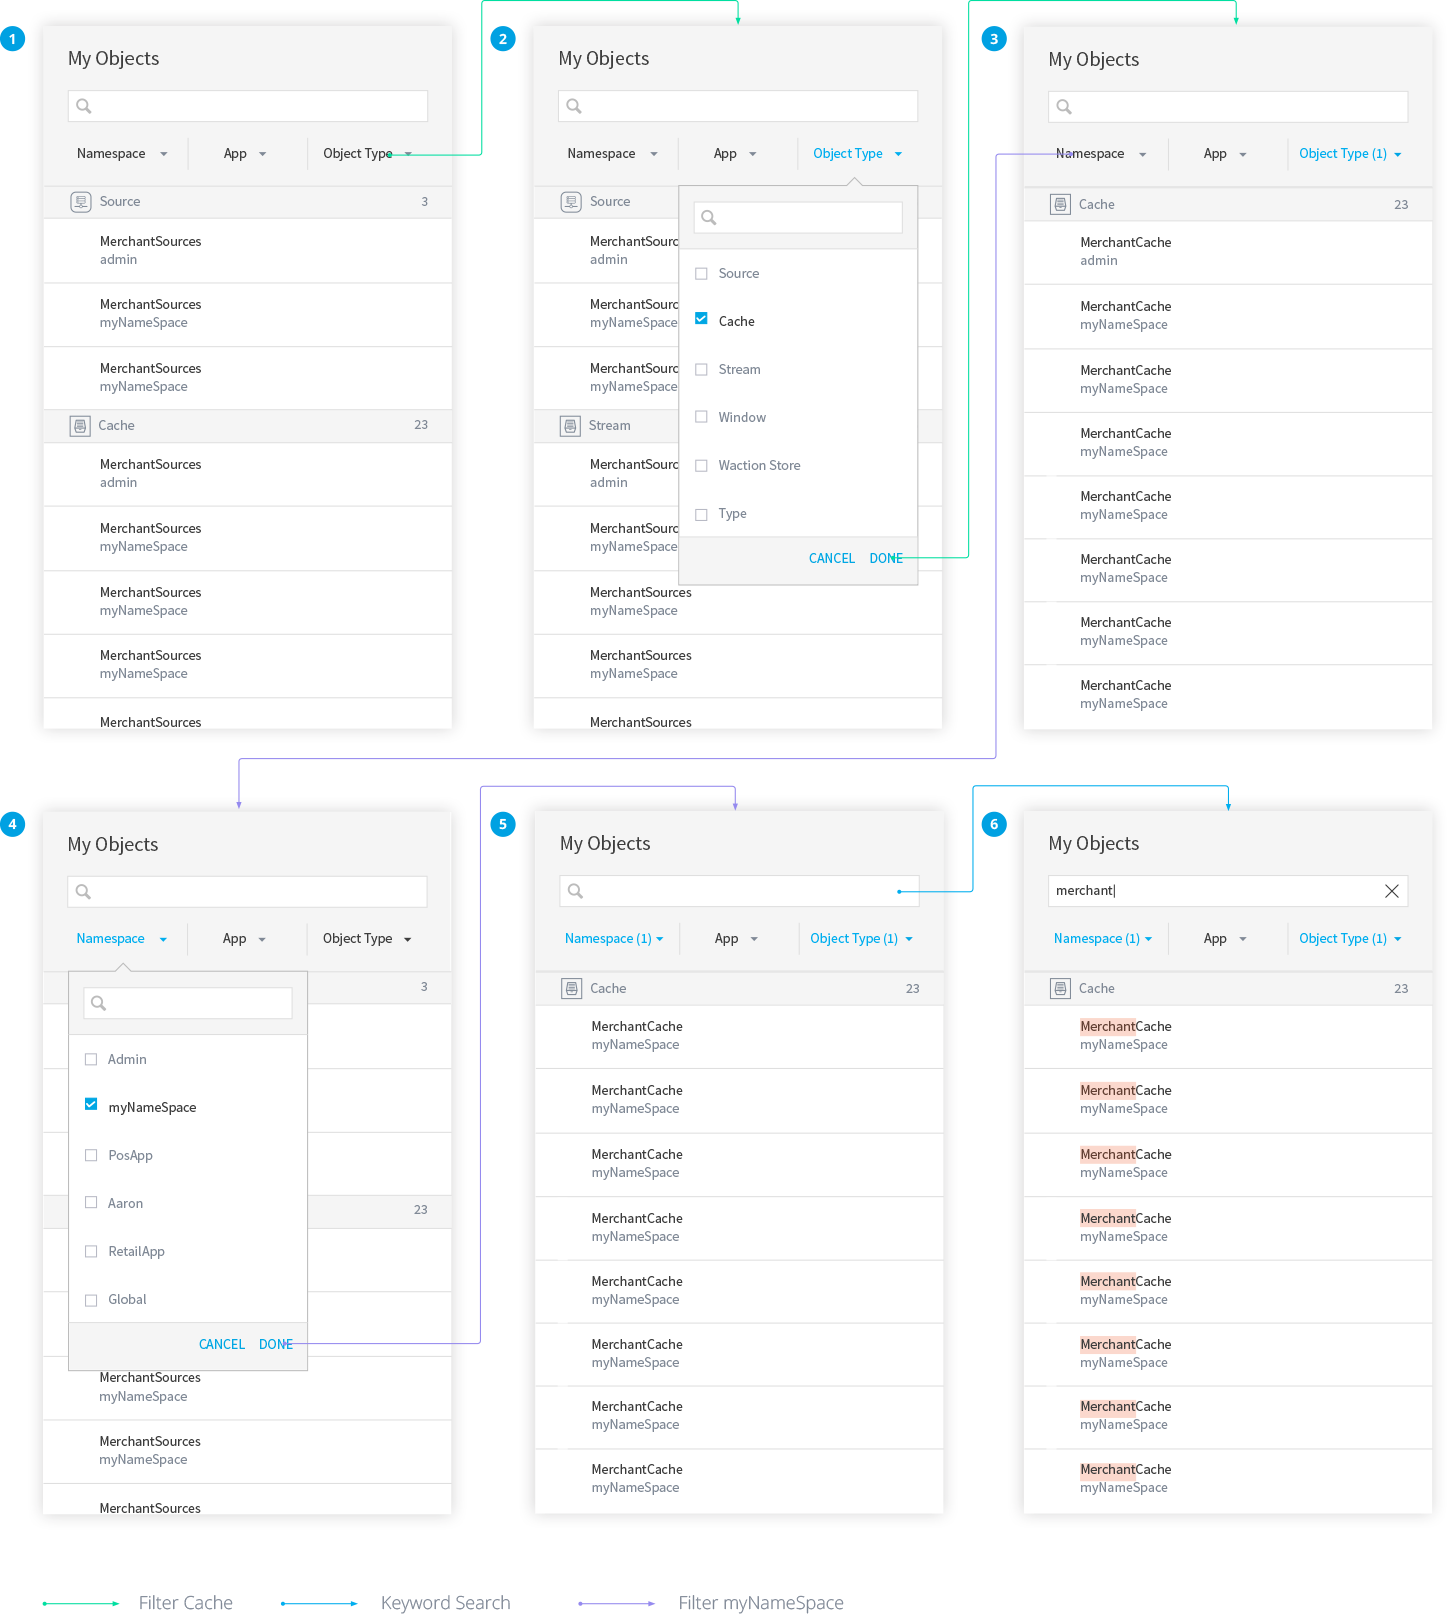 1
My Objects
Namespace App Object Type
Source 3
MerchantSources
admin
MerchantSources
myNameSpace
MerchantSources
myNameSpace
Cache 23
MerchantSources
admin
MerchantSources
myNameSpace
MerchantSources
myNameSpace
MerchantSources
myNameSpace
MerchantSources
2
My Objects
Namespace App Object Type
Source
MerchantSourc
admin
MerchantSourc
myNameSpace
MerchantSourc
myNameSpace
Stream
MerchantSourc
admin
MerchantSourc
myNameSpace
MerchantSources
myNameSpace
MerchantSources
myNameSpace
MerchantSources
Source
Cache
Stream
Window
Waction Store
Type
CANCEL DONE
3
My Objects
Namespace App Object Type (1)
Cache 23
MerchantCache
admin
MerchantCache
myNameSpace
MerchantCache
myNameSpace
MerchantCache
myNameSpace
MerchantCache
myNameSpace
MerchantCache
myNameSpace
MerchantCache
myNameSpace
MerchantCache
myNameSpace
4
My Objects
Namespace App Object Type
3
Admin
myNameSpace
PosApp
Aaron
23
RetailApp
Global
CANCEL DONE
MerchantSources
myNameSpace
MerchantSources
myNameSpace
MerchantSources
5
My Objects
Namespace (1) App Object Type (1)
Cache 23
MerchantCache
myNameSpace
MerchantCache
myNameSpace
MerchantCache
myNameSpace
MerchantCache
myNameSpace
MerchantCache
myNameSpace
MerchantCache
myNameSpace
MerchantCache
myNameSpace
MerchantCache
myNameSpace
6
My Objects
merchant
Namespace (1) App Object Type (1)
Cache 23
MerchantCache
myNameSpace
MerchantCache
myNameSpace
MerchantCache
myNameSpace
MerchantCache
myNameSpace
MerchantCache
myNameSpace
MerchantCache
myNameSpace
MerchantCache
myNameSpace
MerchantCache
myNameSpace
Filter Cache Keyword Search Filter myNameSpace